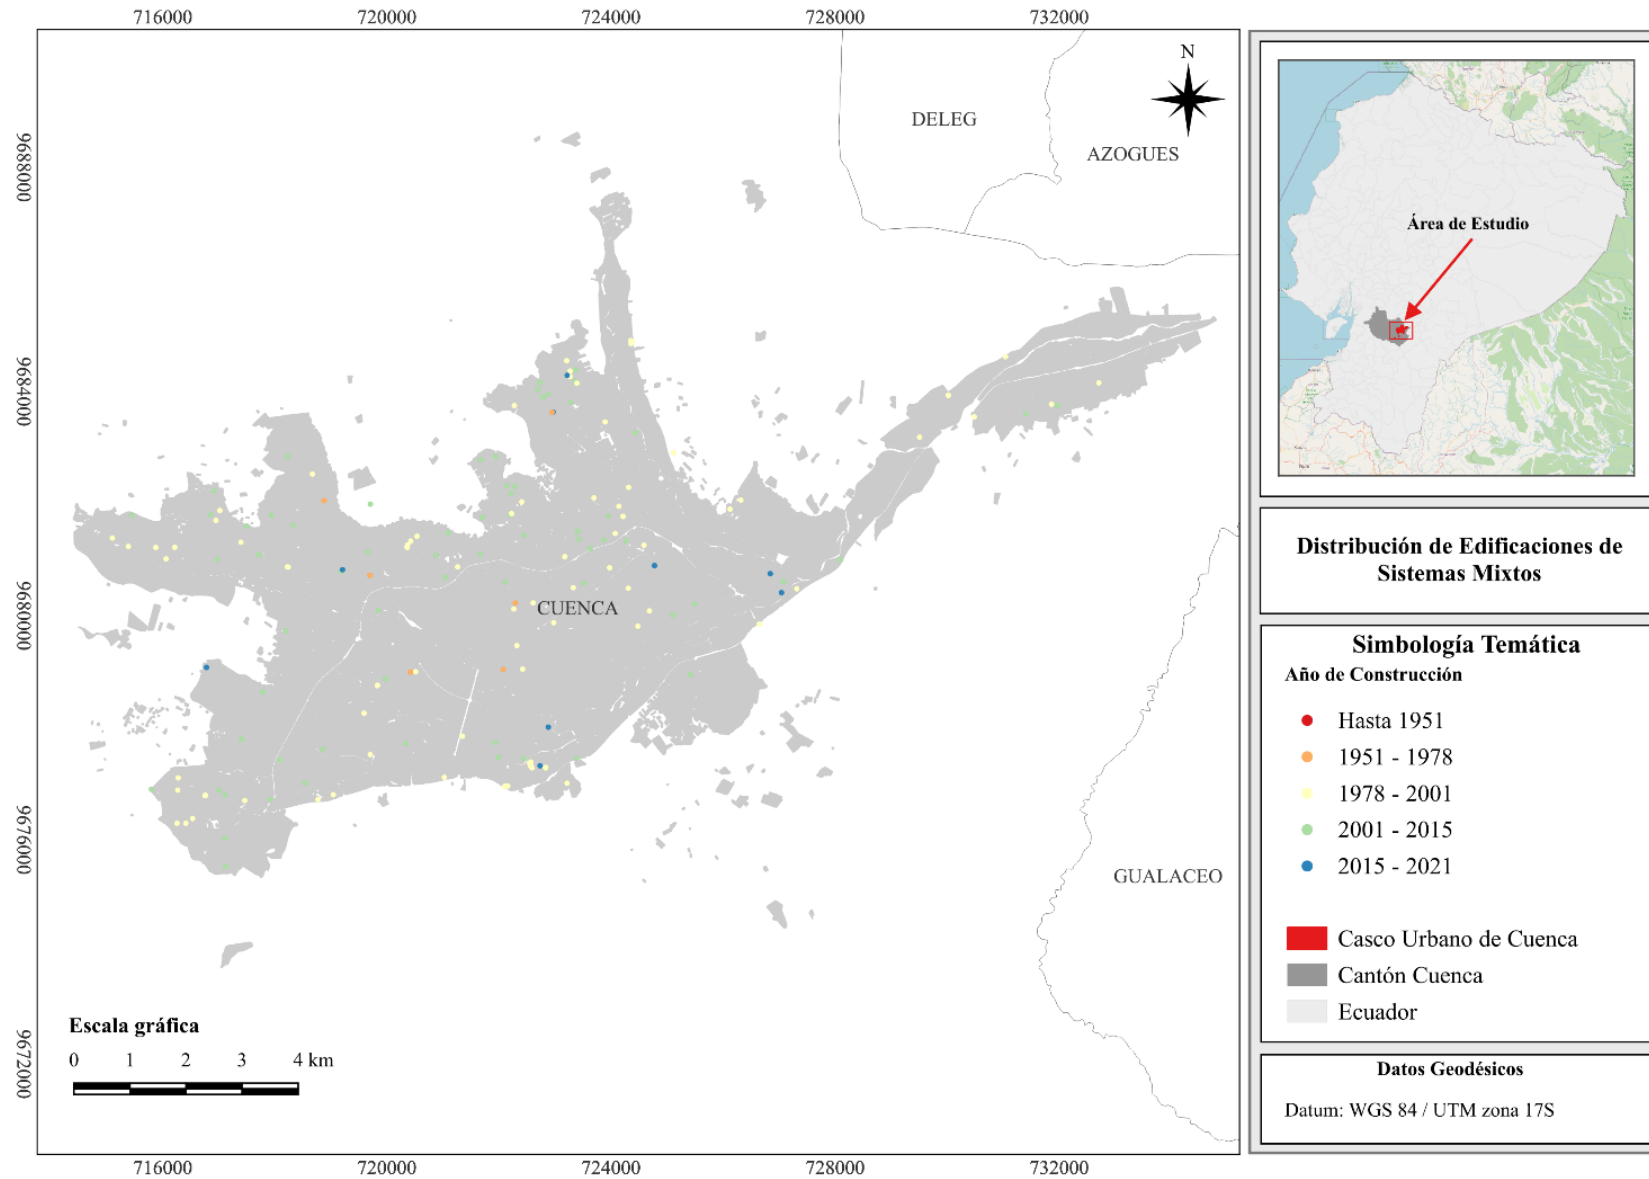 716000
720000
724000
728000
732000
9688000
9684000
9680000
9676000
9672000
N
DELEG
AZOGUES
CUENCA
GUALACEO
Escala gráfica
0 1 2 3 4 km
716000
720000
724000
728000
732000
Área de Estudio
Distribución de Edificaciones de
Sistemas Mixtos
Simbología Temática
Año de Construcción
Hasta 1951
1951 - 1978
1978 - 2001
2001 - 2015
2015 - 2021
Casco Urbano de Cuenca
Cantón Cuenca
Ecuador
Datos Geodésicos
Datum: WGS 84 / UTM zona 17S